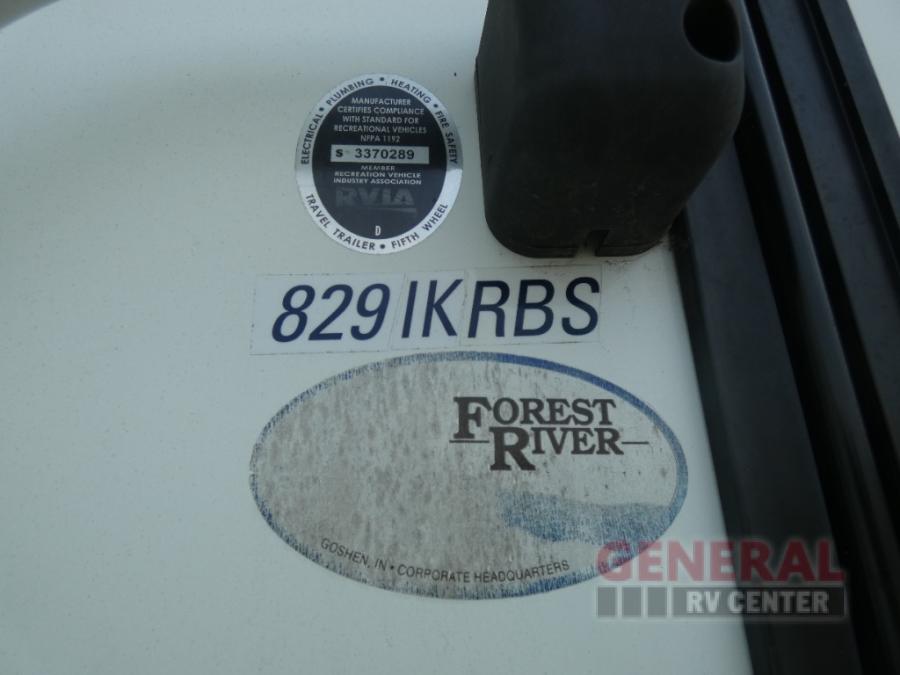 ELECTRICAL • PLUMBING • HEATING • FIRE SAFETY
MANUFACTURER
CERTIFIES COMPLIANCE
WITH STANDARD FOR
RECREATIONAL VEHICLES
NFPA 1192
S- 3370289
MEMBER
RECREATION VEHICLE
INDUSTRY ASSOCIATION
RVIA
D
TRAVEL TRAILER • FIFTH WHEEL
829IKRBS
FOREST
RIVER
GOSHEN, IN • CORPORATE HEADQUARTERS
GENERAL
RV CENTER